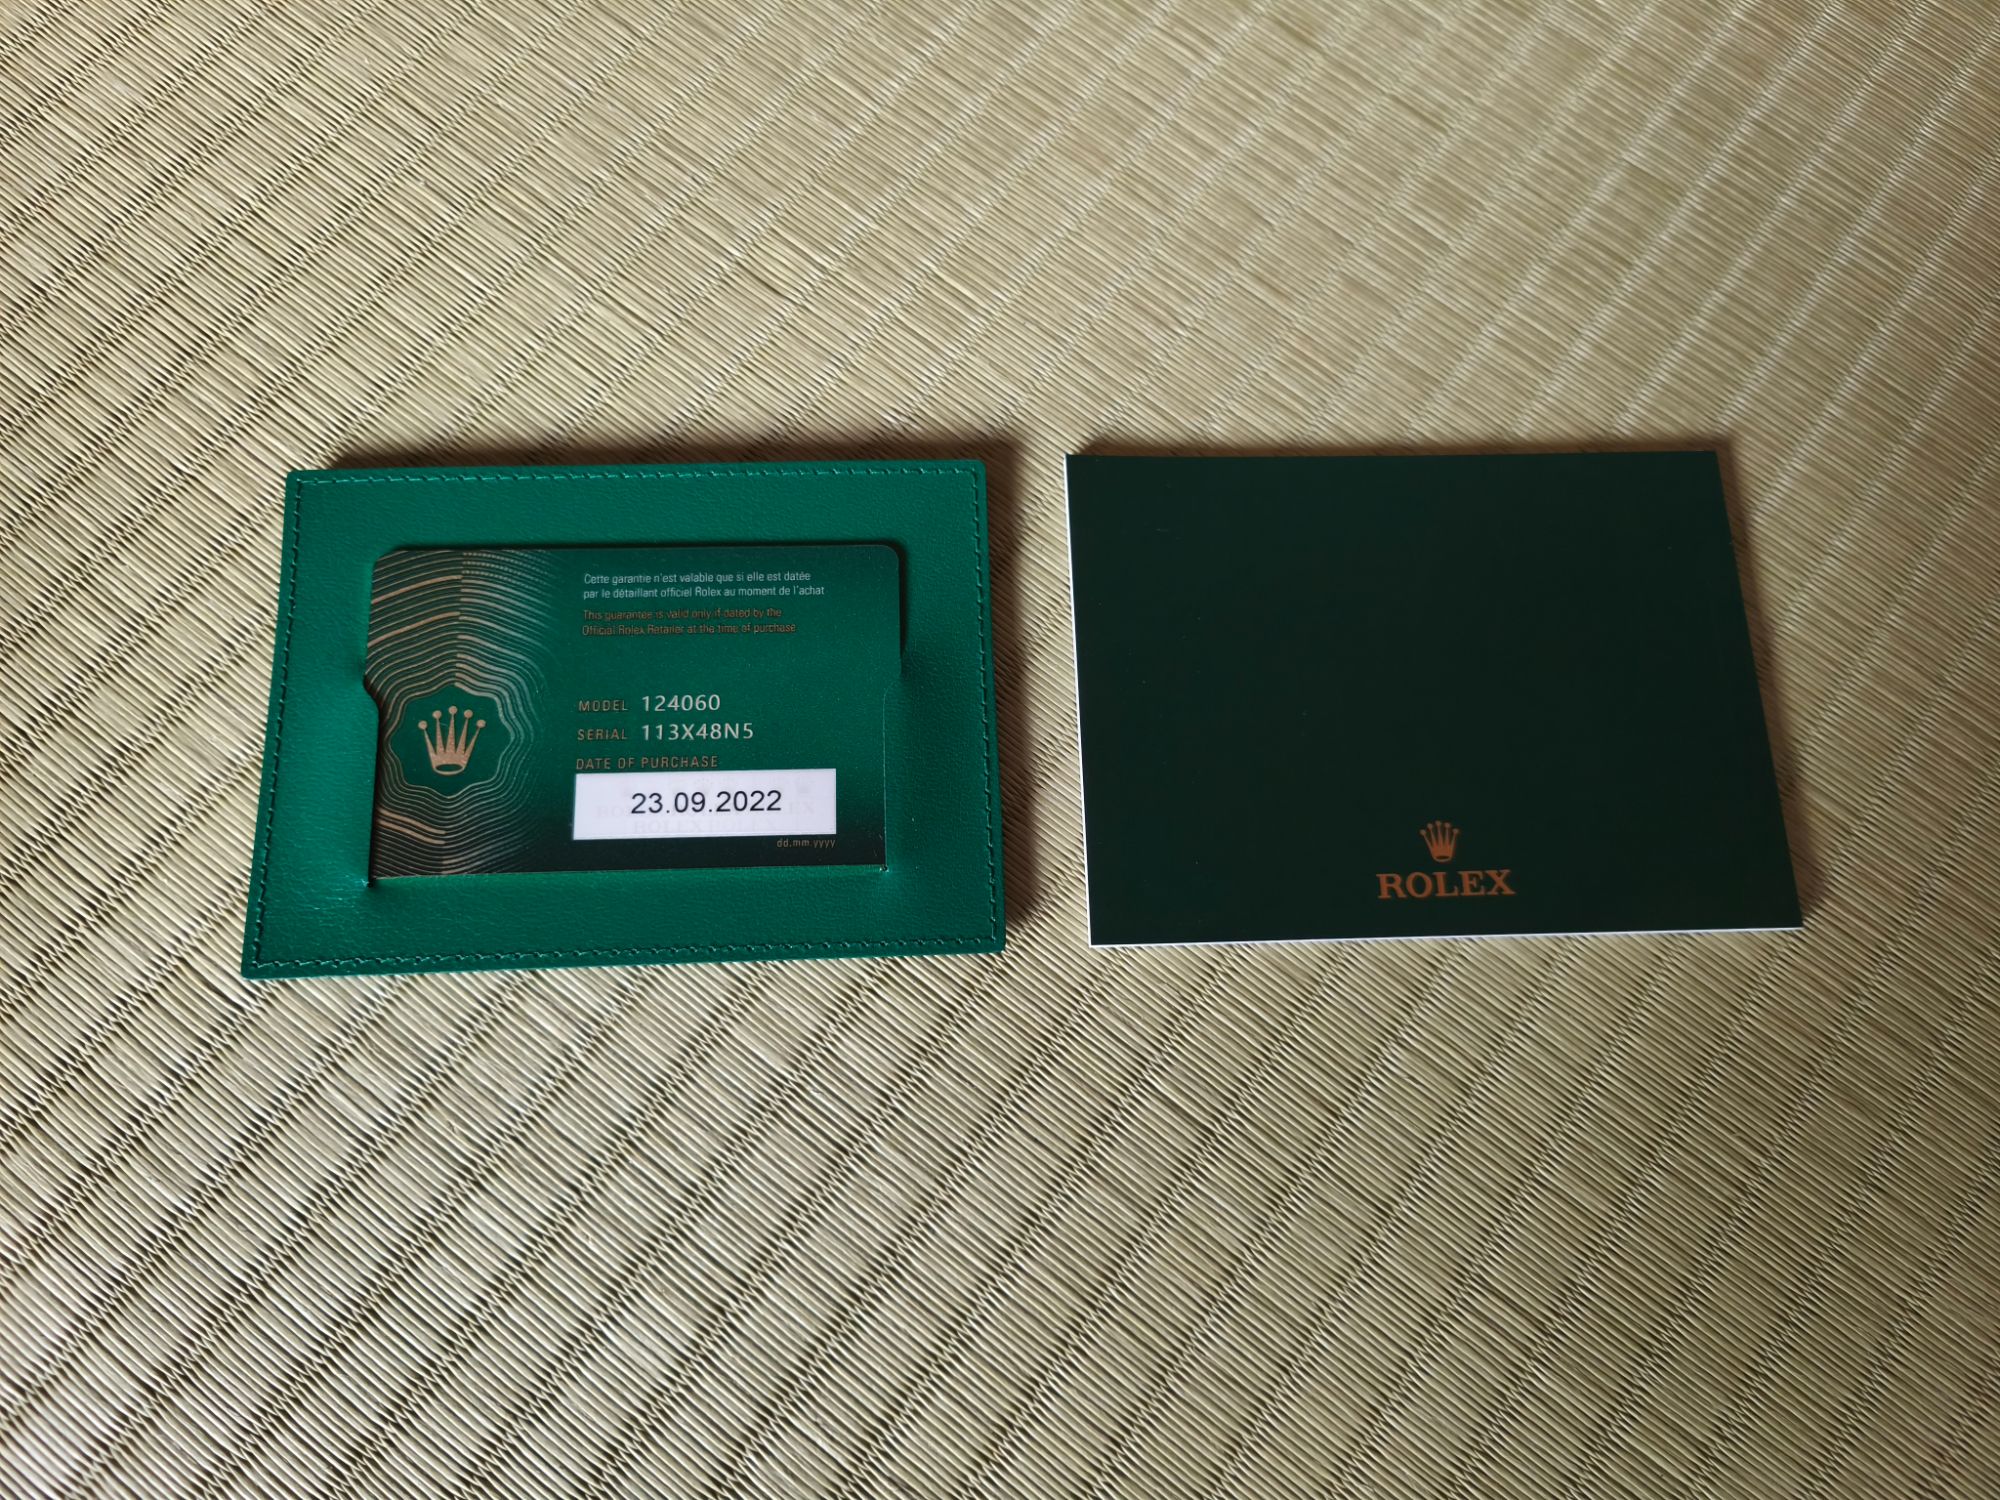 Cette garantie n'est valable que si elle est datée
par le détaillant officiel Rolex au moment de l'achat
This guarantee is valid only if dated by the
Official Rolex Retailer at the time of purchase
MODEL 124060
SERIAL 113X48N5
DATE OF PURCHASE
23.09.2022
dd.mm.yyyy
ROLEX